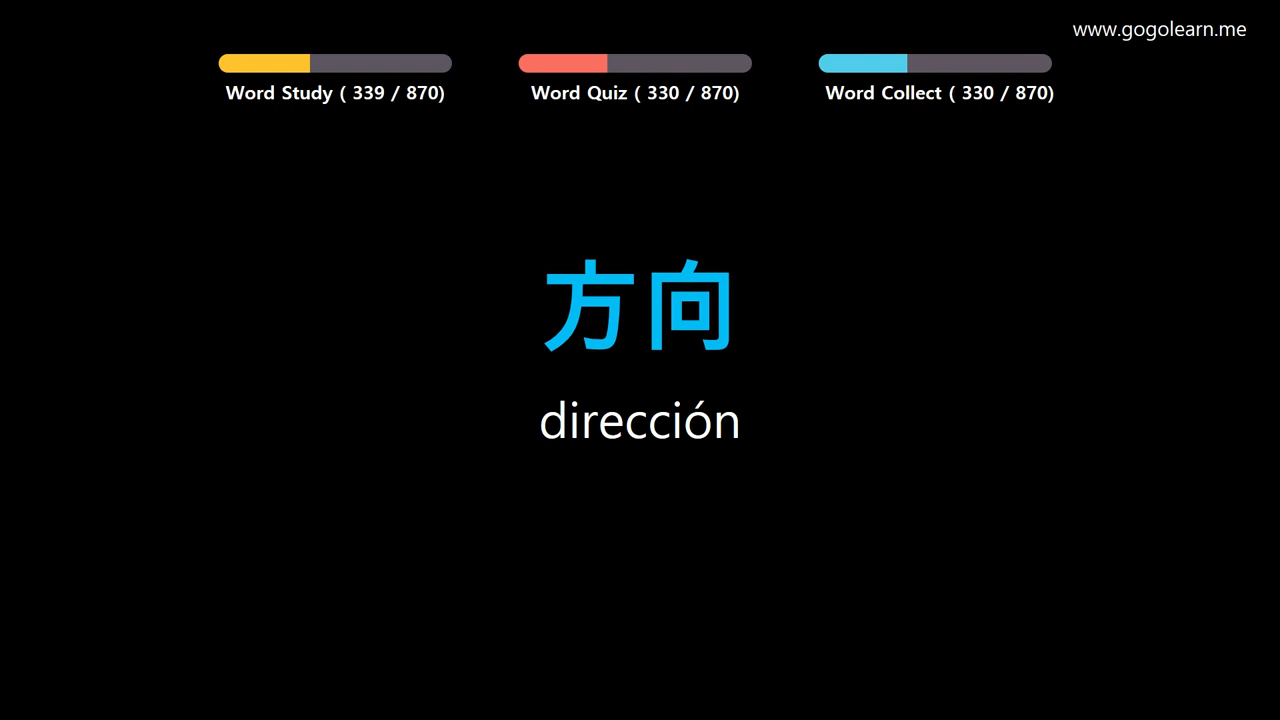 www.gogolearn.me
Word Study ( 339 / 870)
Word Quiz ( 330 / 870)
Word Collect ( 330 / 870)
方向
dirección